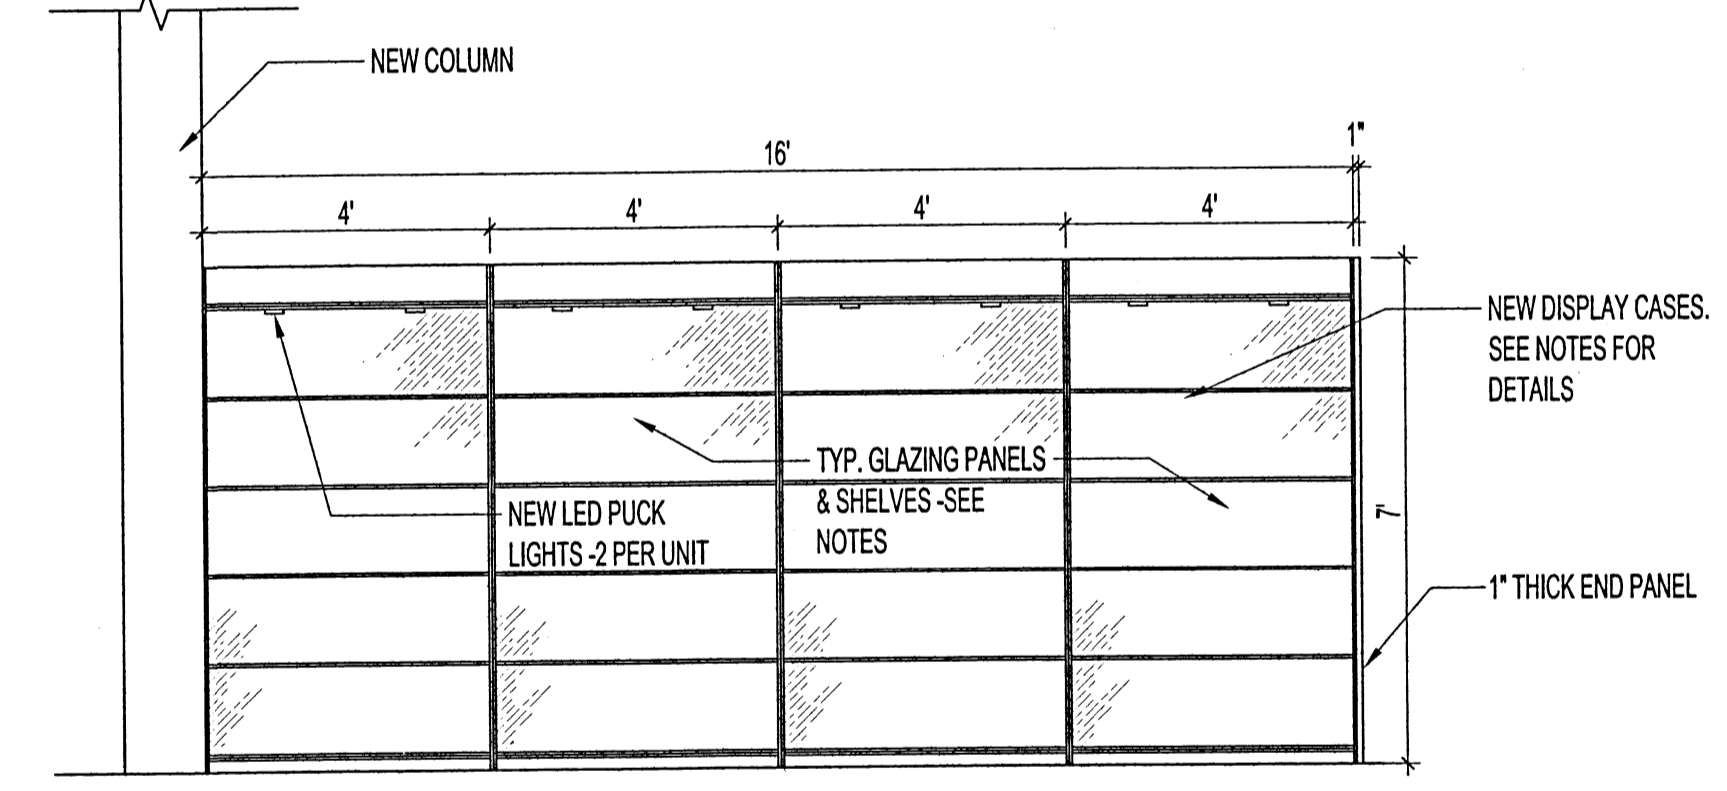 NEW COLUMN
1"
16'
4'
4'
4'
4'
NEW DISPLAY CASES.
SEE NOTES FOR
DETAILS
TYP. GLAZING PANELS
& SHELVES -SEE
NOTES
NEW LED PUCK
LIGHTS -2 PER UNIT
7'
1" THICK END PANEL